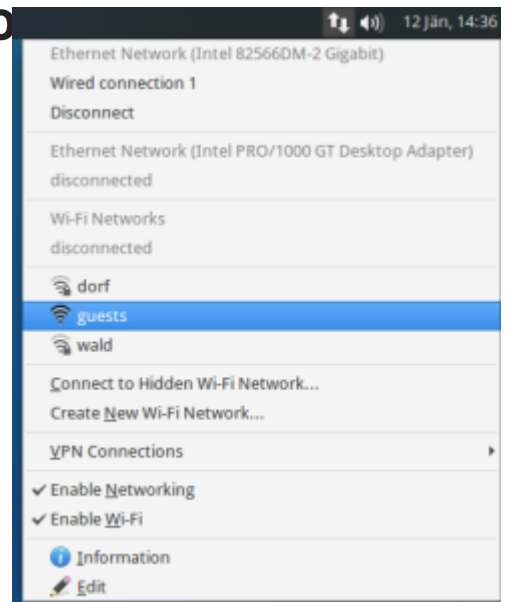 12 Jän, 14:36
Ethernet Network (Intel 82566DM-2 Gigabit)
Wired connection 1
Disconnect
Ethernet Network (Intel PRO/1000 GT Desktop Adapter)
disconnected
Wi-Fi Networks
disconnected
dorf
guests
wald
Connect to Hidden Wi-Fi Network...
Create New Wi-Fi Network...
VPN Connections
Enable Networking
Enable Wi-Fi
Information
Edit